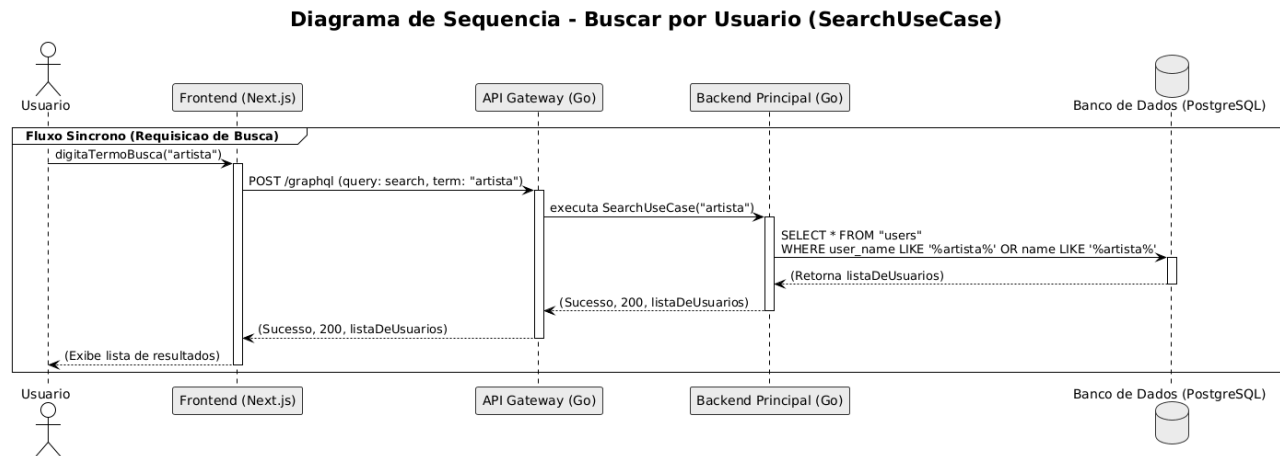 Diagrama de Sequencia - Buscar por Usuario (SearchUseCase)
Usuario
Frontend (Next.js)
API Gateway (Go)
Backend Principal (Go)
Banco de Dados (PostgreSQL)
Fluxo Sincrono (Requisicao de Busca)
digitaTermoBusca("artista")
POST /graphql (query: search, term: "artista")
executa SearchUseCase("artista")
SELECT * FROM "users"
WHERE user_name LIKE '%artista%' OR name LIKE '%artista%'
(Retorna listaDeUsuarios)
(Sucesso, 200, listaDeUsuarios)
(Sucesso, 200, listaDeUsuarios)
(Exibe lista de resultados)
Usuario
Frontend (Next.js)
API Gateway (Go)
Backend Principal (Go)
Banco de Dados (PostgreSQL)